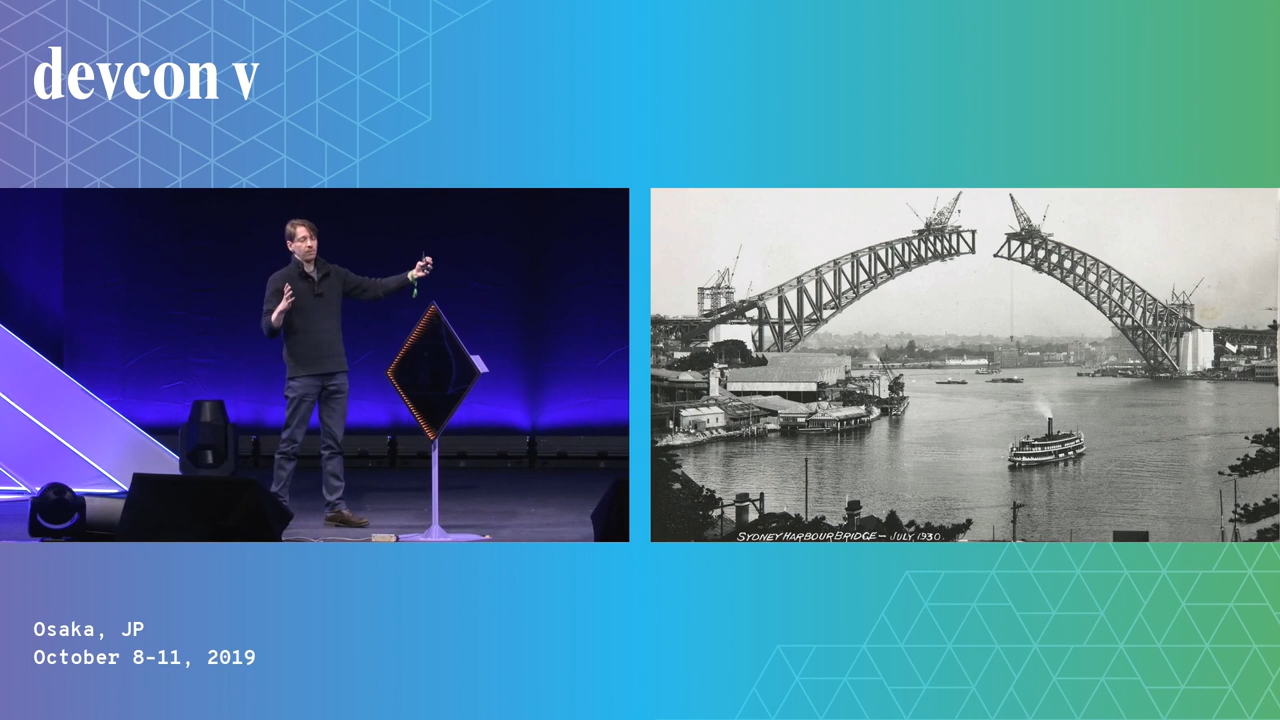 devcon v
SYDNEY HARBOUR BRIDGE - JULY, 1930.
Osaka, JP
October 8-11, 2019